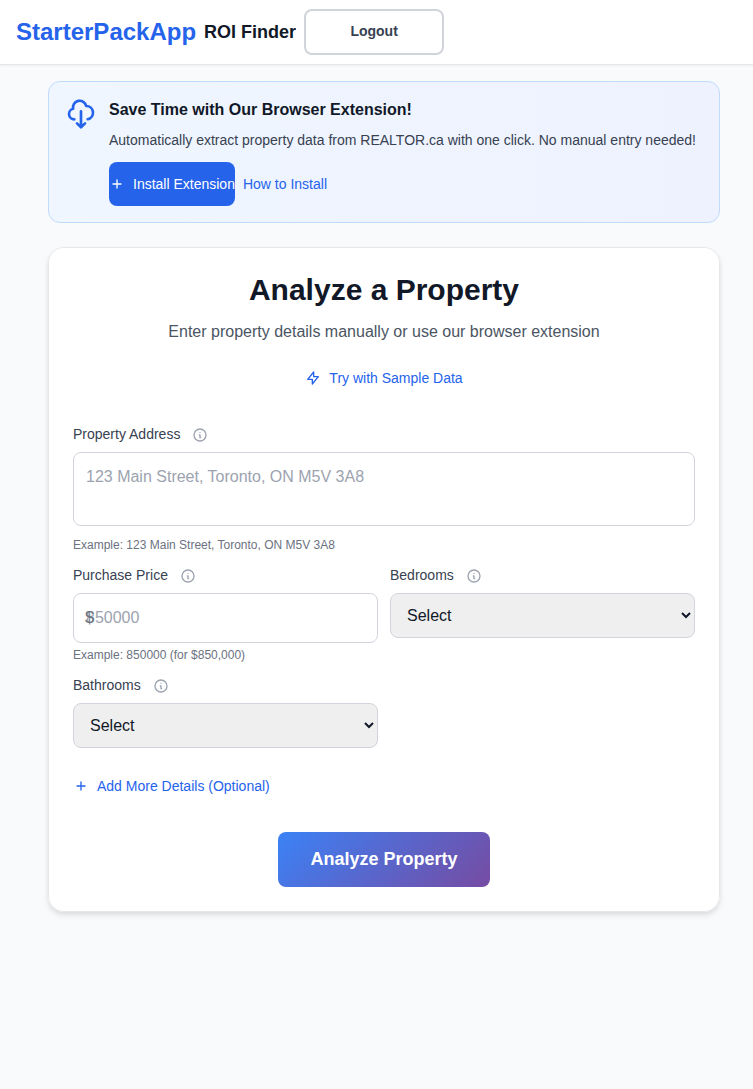 StarterPackApp ROI Finder Logout
Save Time with Our Browser Extension!
Automatically extract property data from REALTOR.ca with one click. No manual entry needed!
Install Extension How to Install
Analyze a Property
Enter property details manually or use our browser extension
Try with Sample Data
Property Address
123 Main Street, Toronto, ON M5V 3A8
Example: 123 Main Street, Toronto, ON M5V 3A8
Purchase Price Bedrooms
$50000 Select
Example: 850000 (for $850,000)
Bathrooms
Select
Add More Details (Optional)
Analyze Property